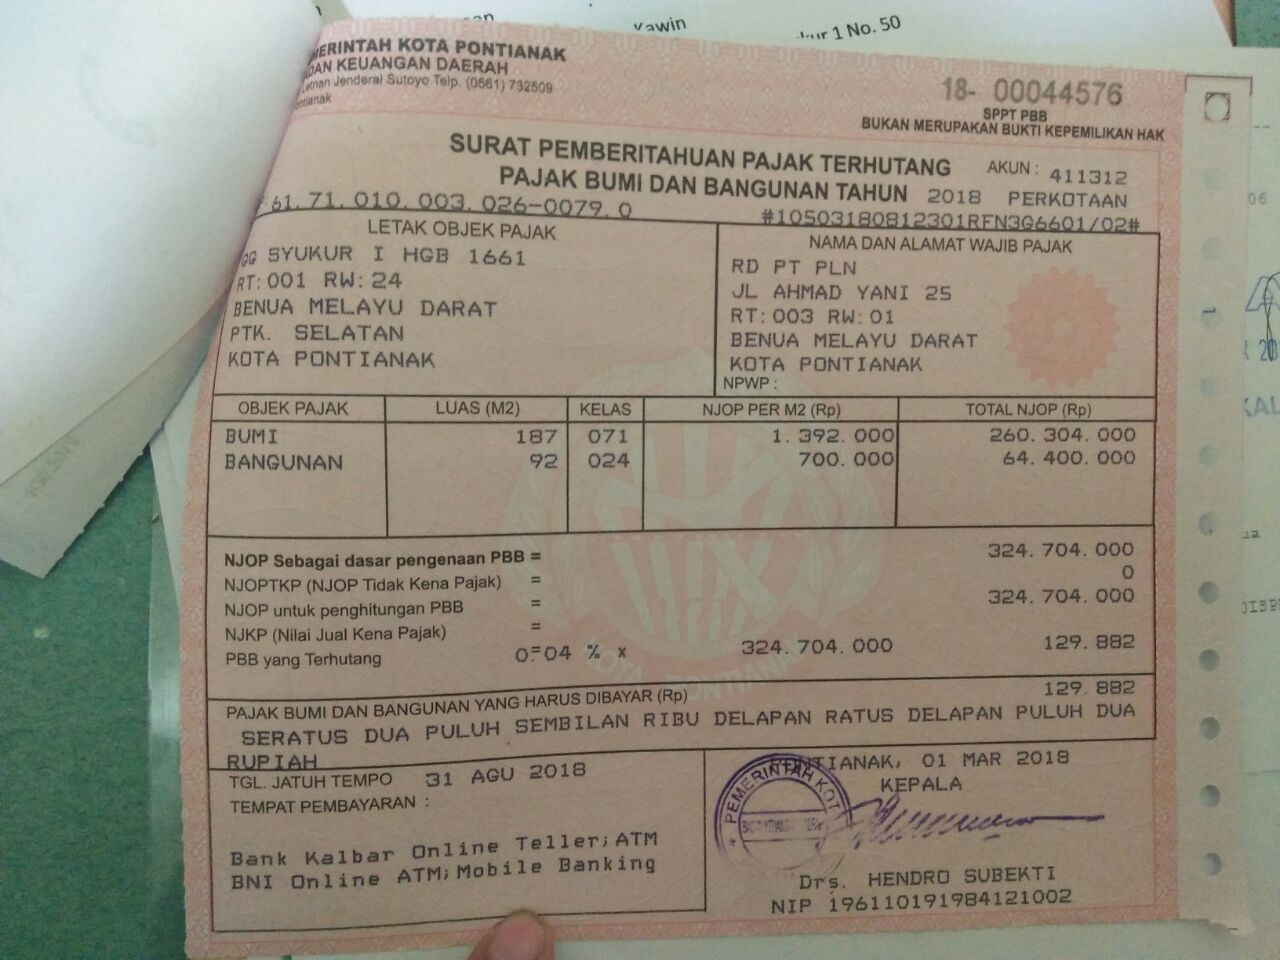 Kawin
1 No. 50
MERINTAH KOTA PONTIANAK
DAN KEUANGAN DAERAH
Letnan Jenderal Sutoyo Telp. (0561) 732509
ontianak
18- 00044576
SPPT PBB
BUKAN MERUPAKAN BUKTI KEPEMILIKAN HAK
SURAT PEMBERITAHUAN PAJAK TERHUTANG
AKUN : 411312
PAJAK BUMI DAN BANGUNAN TAHUN 2018 PERKOTAAN
61.71.010.003.026-0079.0
#10503180812301RFN3G6601/02#
LETAK OBJEK PAJAK
GG SYUKUR I HGB 1661
RT:001 RW:24
BENUA MELAYU DARAT
PTK. SELATAN
KOTA PONTIANAK
NAMA DAN ALAMAT WAJIB PAJAK
RD PT PLN
JL AHMAD YANI 25
RT:003 RW:01
BENUA MELAYU DARAT
KOTA PONTIANAK
NPWP :
OBJEK PAJAK LUAS (M2) KELAS NJOP PER M2 (Rp) TOTAL NJOP (Rp)
BUMI 187 071 1.392.000 260.304.000
BANGUNAN 92 024 700.000 64.400.000
NJOP Sebagai dasar pengenaan PBB = 324.704.000
NJOPTKP (NJOP Tidak Kena Pajak) = 0
NJOP untuk penghitungan PBB = 324.704.000
NJKP (Nilai Jual Kena Pajak) =
PBB yang Terhutang = 0.04 % x 324.704.000 129.882
PAJAK BUMI DAN BANGUNAN YANG HARUS DIBAYAR (Rp) 129.882
SERATUS DUA PULUH SEMBILAN RIBU DELAPAN RATUS DELAPAN PULUH DUA
RUPIAH
TGL. JATUH TEMPO 31 AGU 2018
TEMPAT PEMBAYARAN :
Bank Kalbar Online Teller;ATM
BNI Online ATM;Mobile Banking
PONTIANAK, 01 MAR 2018
KEPALA
PEMERINTAH KOT
Drs. HENDRO SUBEKTI
NIP 196110191984121002
KOTA PONTIANAK